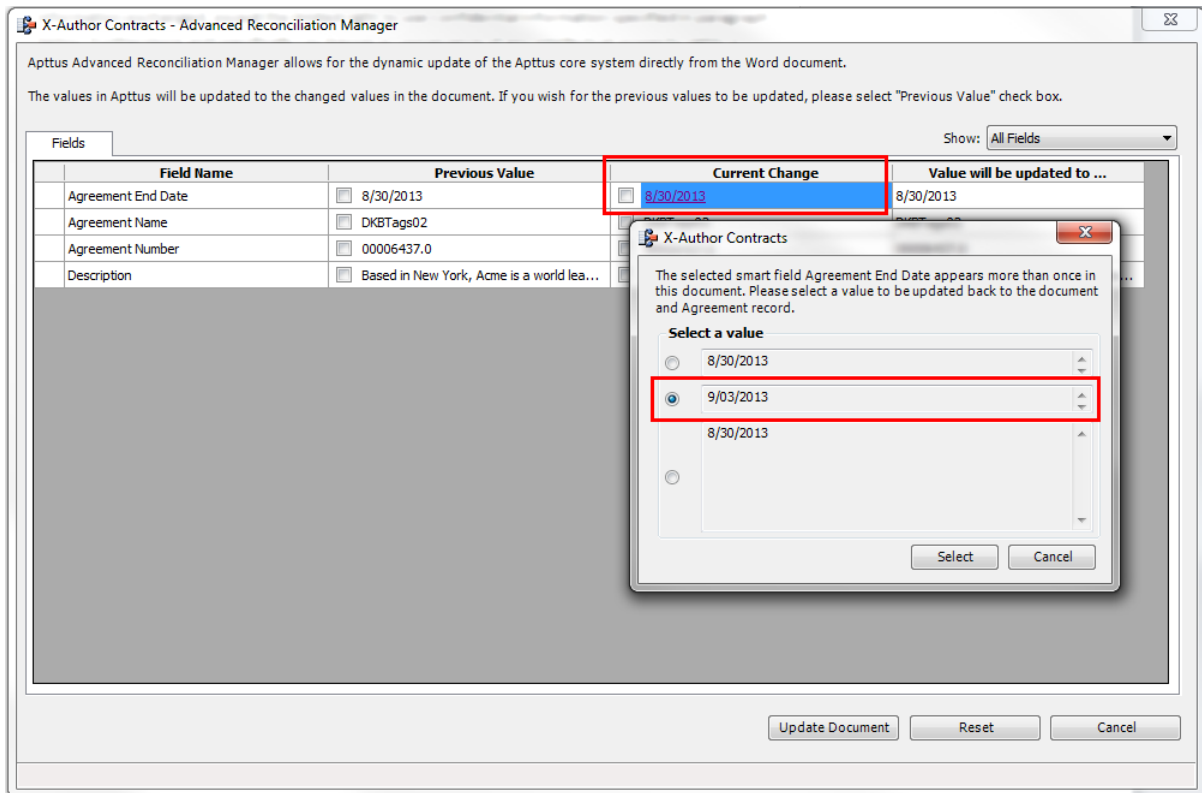 X-Author Contracts - Advanced Reconciliation Manager
Apttus Advanced Reconciliation Manager allows for the dynamic update of the Apttus core system directly from the Word document.
The values in Apttus will be updated to the changed values in the document. If you wish for the previous values to be updated, please select "Previous Value" check box.
Fields
Show: All Fields
Field Name Previous Value Current Change Value will be updated to ...
Agreement End Date 8/30/2013 8/30/2013 8/30/2013
Agreement Name DKBTags02
Agreement Number 00006437.0
Description Based in New York, Acme is a world lea...
X-Author Contracts
The selected smart field Agreement End Date appears more than once in
this document. Please select a value to be updated back to the document
and Agreement record.
Select a value
8/30/2013
9/03/2013
8/30/2013
Select Cancel
Update Document Reset Cancel